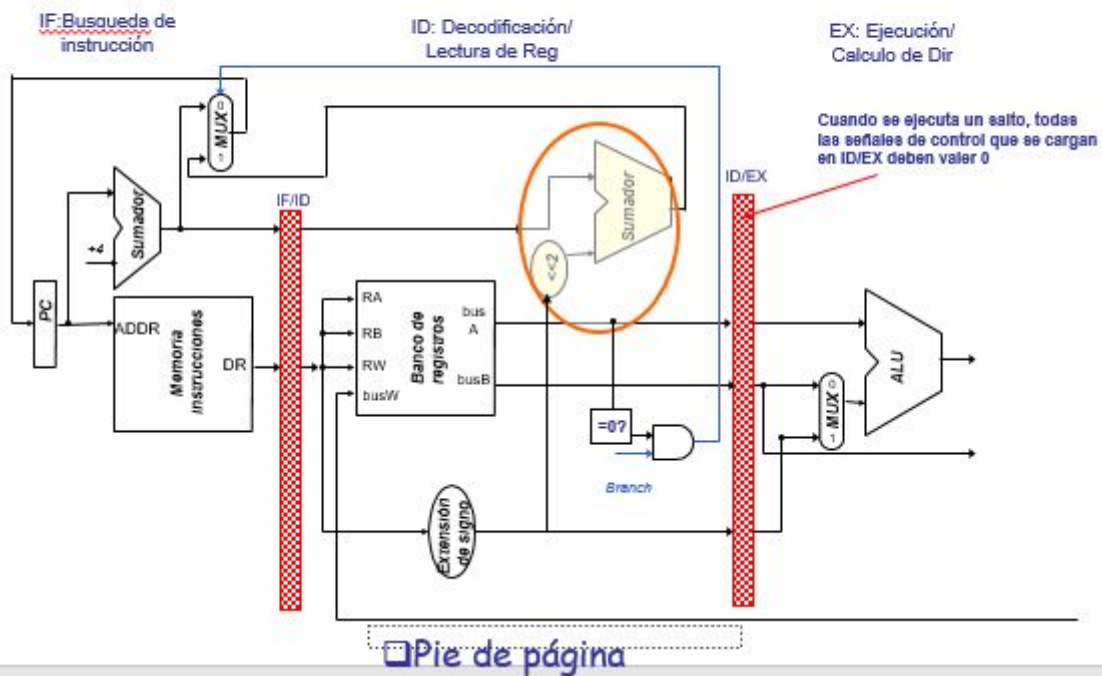 IF:Busqueda de
instrucción
ID: Decodificación/
Lectura de Reg
EX: Ejecución/
Calculo de Dir
Cuando se ejecuta un salto, todas
las señales de control que se cargan
en ID/EX deben valer 0
MUX
0
1
ID/EX
IF/ID
Sumador
+4
Sumador
<<2
PC
ADDR
Memoria
instrucciones
DR
RA
RB
RW
busW
Banco de
registros
bus
A
busB
ALU
MUX
0
1
=0?
Branch
Extensión
de signo
❑Pie de página